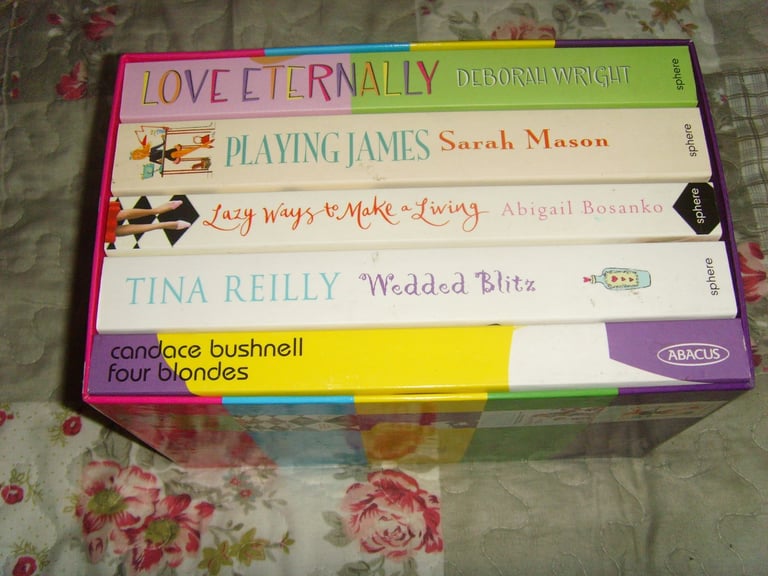 LOVE ETERNALLY DEBORAH WRIGHT sphere
PLAYING JAMES Sarah Mason sphere
Lazy Ways to Make a Living Abigail Bosanko sphere
TINA REILLY Wedded Blitz sphere
candace bushnell
four blondes
ABACUS